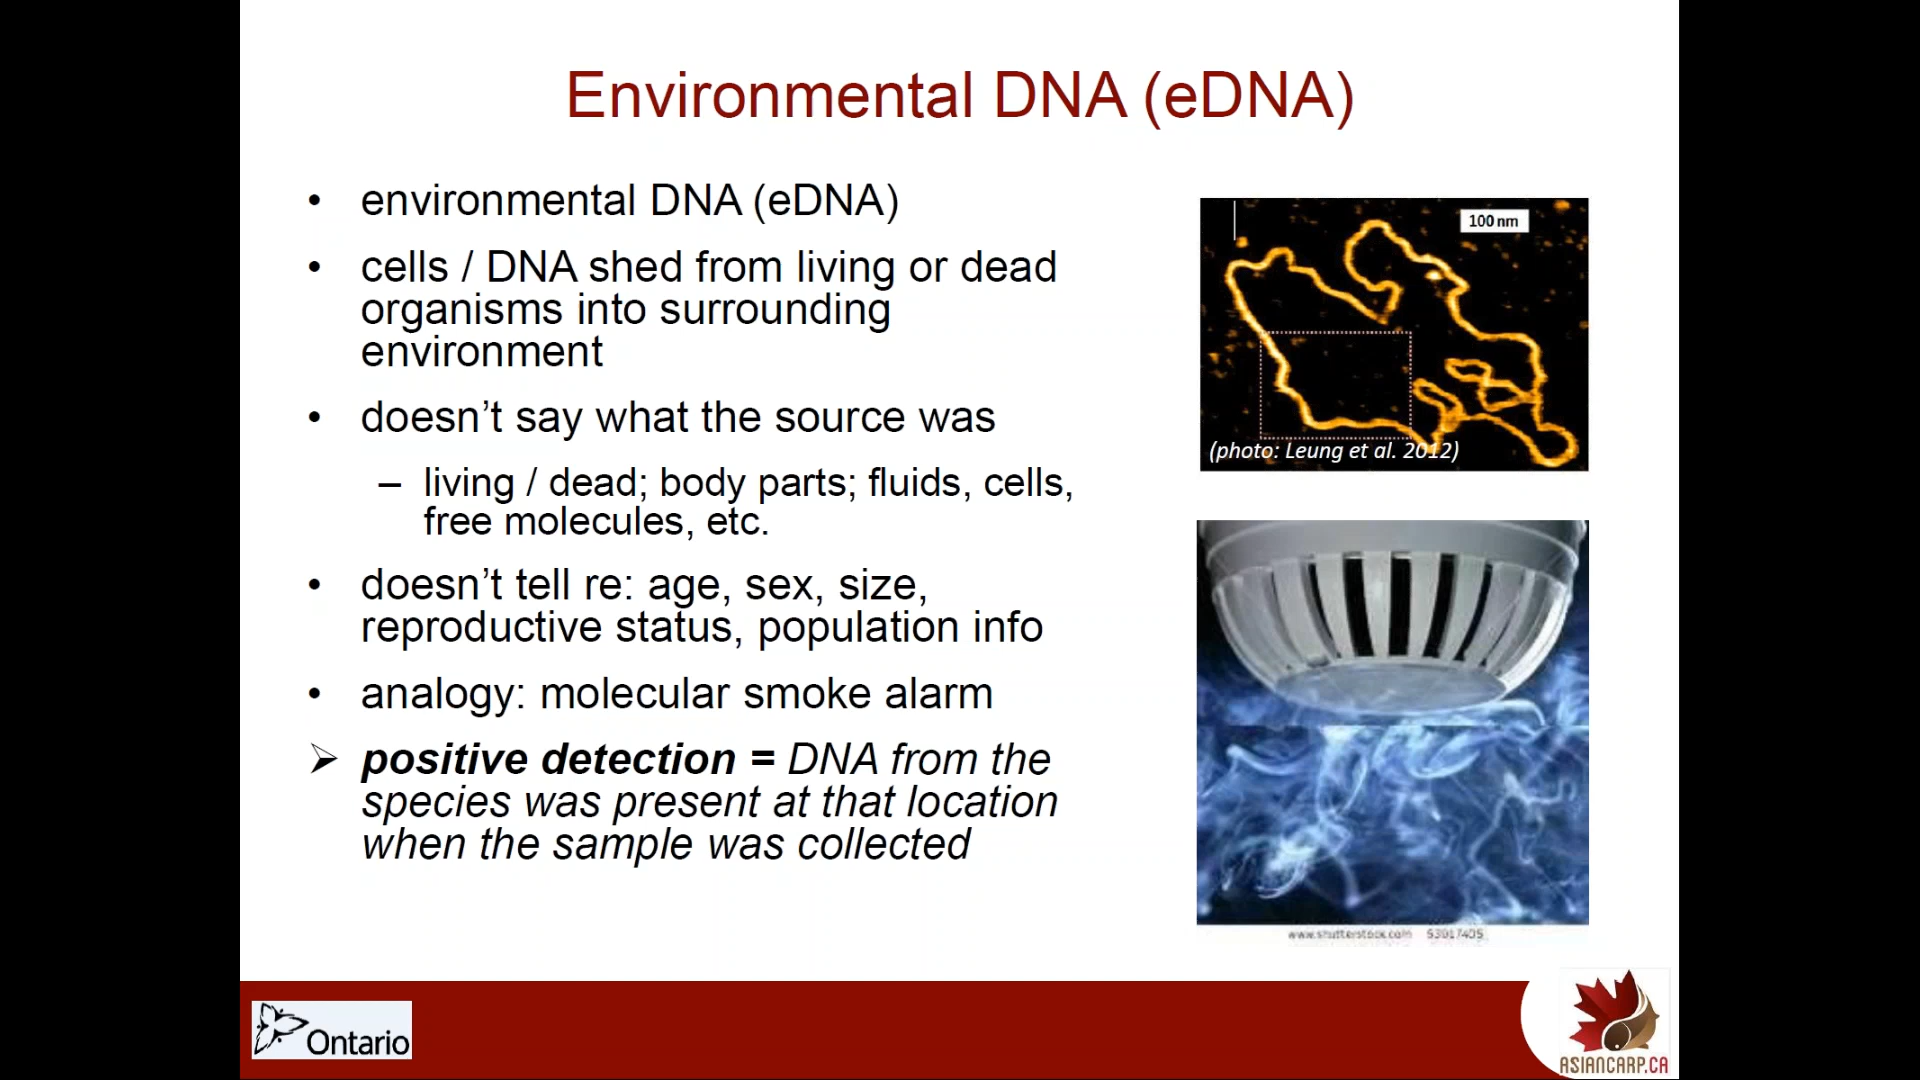 Environmental DNA (eDNA)
• environmental DNA (eDNA)
• cells / DNA shed from living or dead
organisms into surrounding
environment
• doesn’t say what the source was
– living / dead; body parts; fluids, cells,
free molecules, etc.
• doesn’t tell re: age, sex, size,
reproductive status, population info
• analogy: molecular smoke alarm
➢ positive detection = DNA from the
species was present at that location
when the sample was collected
100 nm
(photo: Leung et al. 2012)
www.shutterstock.com 53017405
Ontario
ASIANCARP.CA